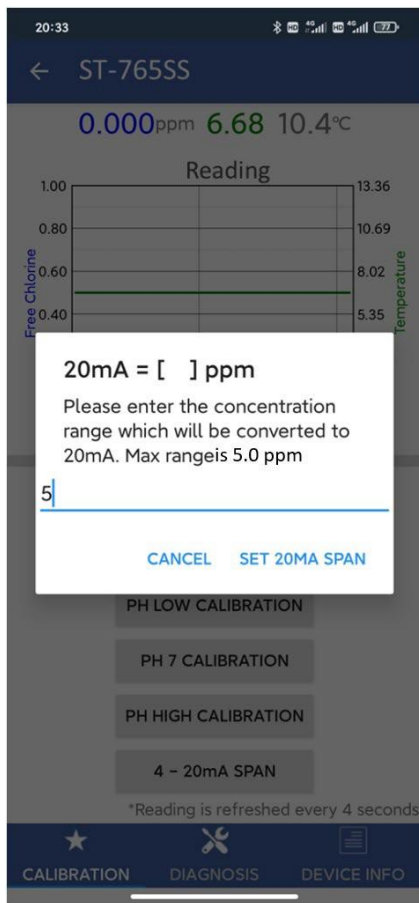 20:33
HD 4G HD 4G 77
← ST-765SS
0.000ppm 6.68 10.4℃
Reading
1.00
13.36
0.80
10.69
0.60
8.02
0.40
5.35
Free Chlorine
Temperature
20mA = [ ] ppm
Please enter the concentration
range which will be converted to
20mA. Max rangeis 5.0 ppm
5
CANCEL SET 20MA SPAN
PH LOW CALIBRATION
PH 7 CALIBRATION
PH HIGH CALIBRATION
4 – 20mA SPAN
*Reading is refreshed every 4 seconds
CALIBRATION DIAGNOSIS DEVICE INFO